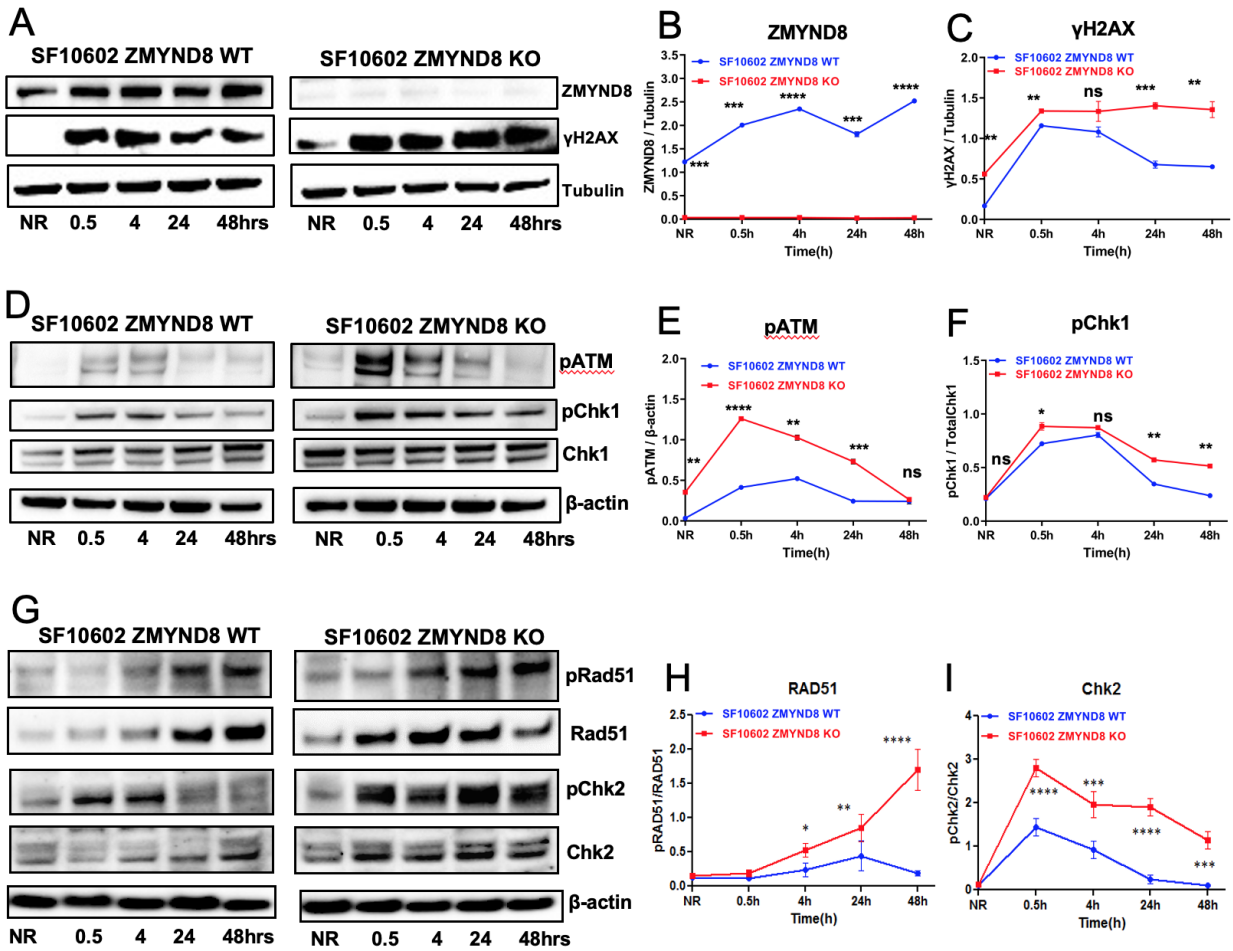 A
SF10602 ZMYND8 WT
SF10602 ZMYND8 KO
ZMYND8
γH2AX
Tubulin
NR 0.5 4 24 48hrs
NR 0.5 4 24 48hrs
B
ZMYND8
SF10602 ZMYND8 WT
SF10602 ZMYND8 KO
ZMYND8 / Tubulin
3.5
3.0
2.5
2.0
1.5
1.0
0.5
0.0
***
***
****
***
****
NR 0.5h 4h 24h 48h
Time(h)
C
γH2AX
SF10602 ZMYND8 WT
SF10602 ZMYND8 KO
γH2AX / Tubulin
2.0
1.5
1.0
0.5
0.0
**
**
ns
***
**
NR 0.5h 4h 24h 48h
Time(h)
D
SF10602 ZMYND8 WT
SF10602 ZMYND8 KO
pATM
pChk1
Chk1
β-actin
NR 0.5 4 24 48hrs
NR 0.5 4 24 48hrs
E
pATM
SF10602 ZMYND8 WT
SF10602 ZMYND8 KO
pATM / β-actin
2.0
1.5
1.0
0.5
0.0
**
****
**
***
ns
NR 0.5h 4h 24h 48h
Time(h)
F
pChk1
SF10602 ZMYND8 WT
SF10602 ZMYND8 KO
pChk1 / TotalChk1
1.5
1.0
0.5
0.0
ns
*
ns
**
**
NR 0.5h 4h 24h 48h
Time(h)
G
SF10602 ZMYND8 WT
SF10602 ZMYND8 KO
pRad51
Rad51
pChk2
Chk2
β-actin
NR 0.5 4 24 48hrs
NR 0.5 4 24 48hrs
H
RAD51
SF10602 ZMYND8 WT
SF10602 ZMYND8 KO
pRAD51/RAD51
2.5
2.0
1.5
1.0
0.5
0.0
*
**
****
NR 0.5h 4h 24h 48h
Time(h)
I
Chk2
SF10602 ZMYND8 WT
SF10602 ZMYND8 KO
pChk2/Chk2
4
3
2
1
0
****
***
****
***
NR 0.5h 4h 24h 48h
Time(h)